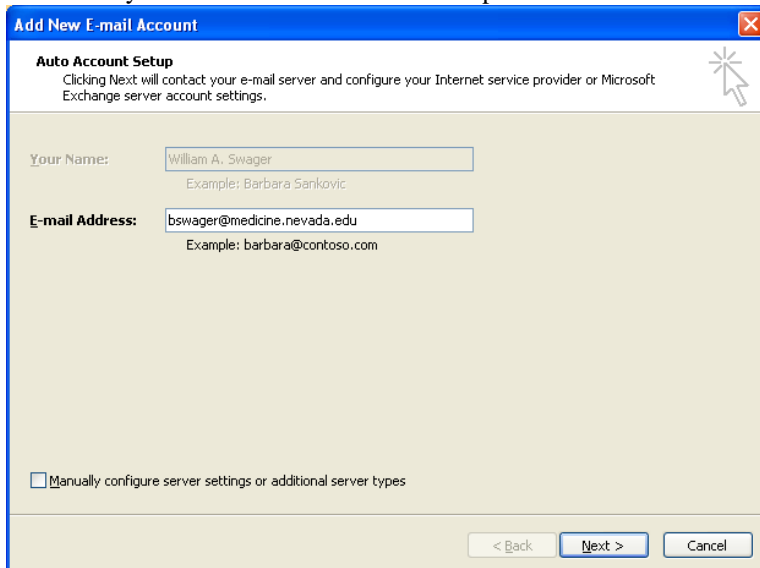 Add New E-mail Account
Auto Account Setup
Clicking Next will contact your e-mail server and configure your Internet service provider or Microsoft
Exchange server account settings.
Your Name:
William A. Swager
Example: Barbara Sankovic
E-mail Address:
bswager@medicine.nevada.edu
Example: barbara@contoso.com
Manually configure server settings or additional server types
< Back
Next >
Cancel